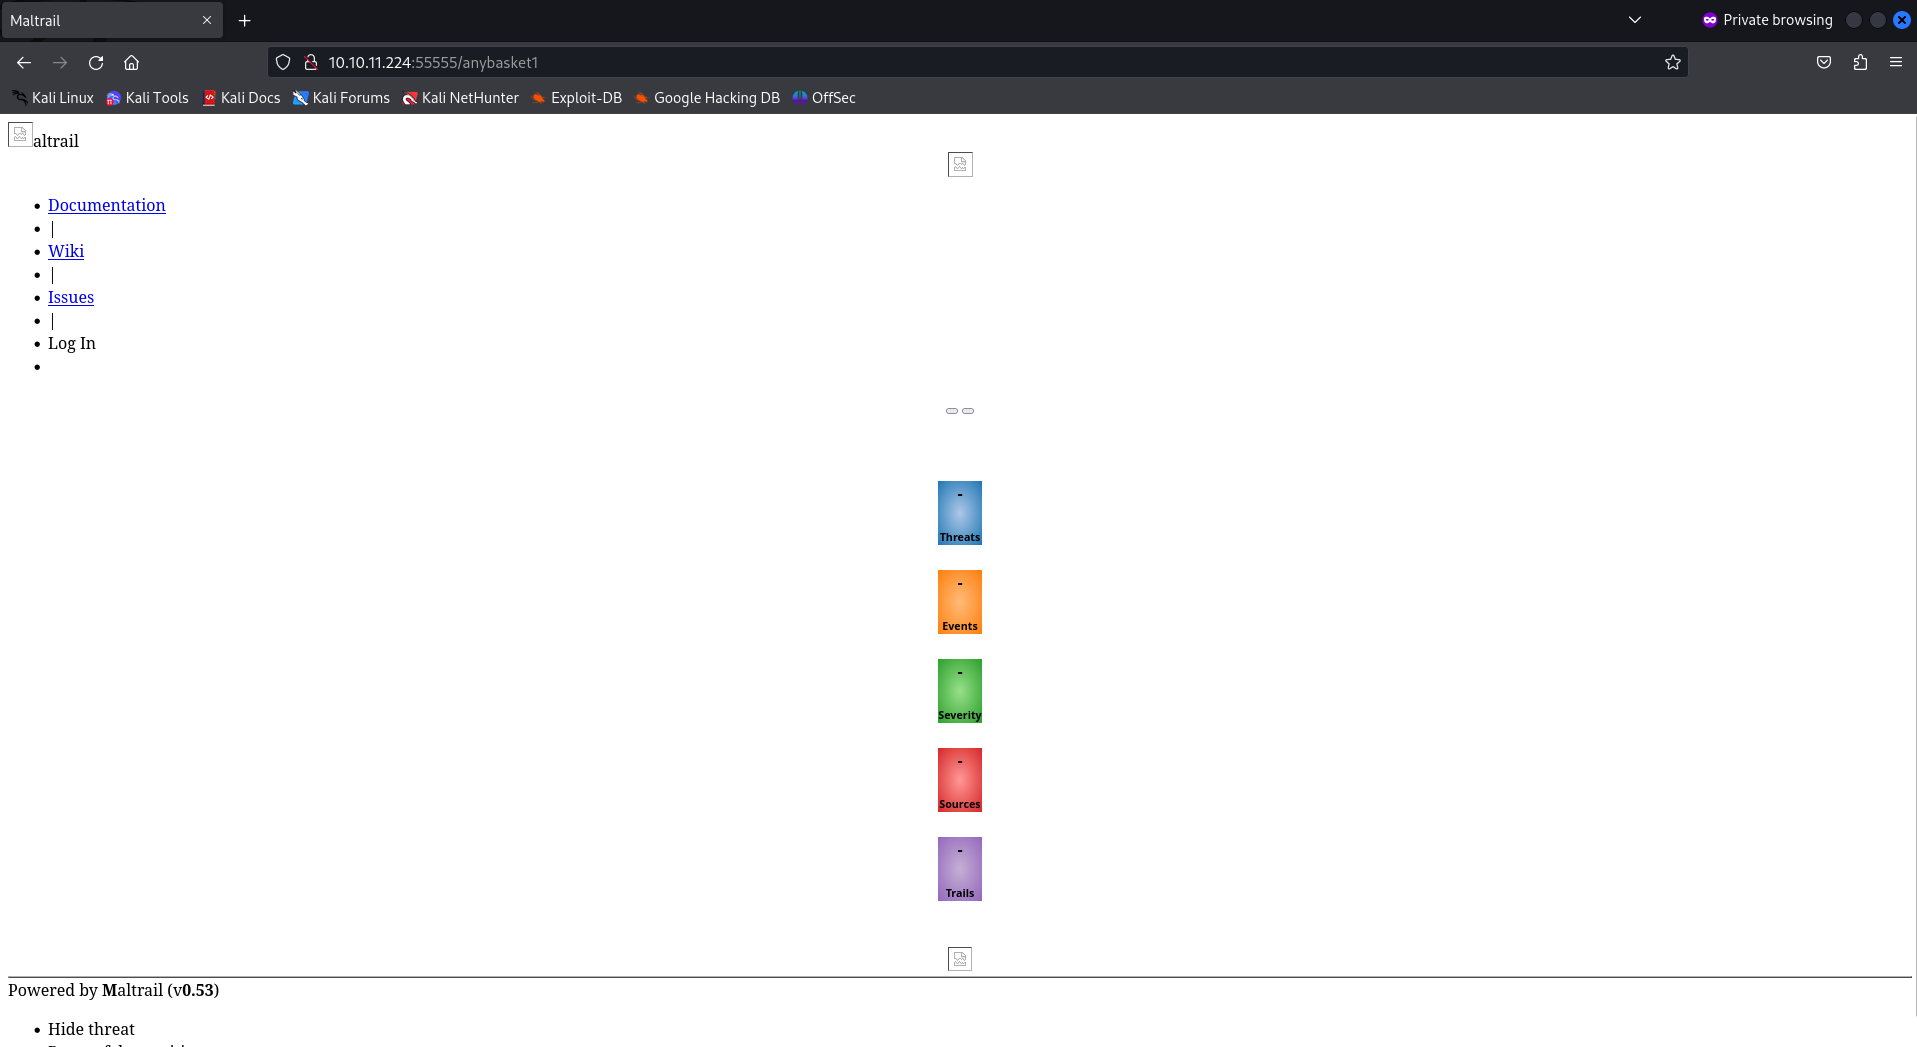 Maltrail
Private browsing
10.10.11.224:55555/anybasket1
Kali Linux Kali Tools Kali Docs Kali Forums Kali NetHunter Exploit-DB Google Hacking DB OffSec
altrail
Documentation
|
Wiki
|
Issues
|
Log In
-
Threats
-
Events
-
Severity
-
Sources
-
Trails
Powered by Maltrail (v0.53)
Hide threat